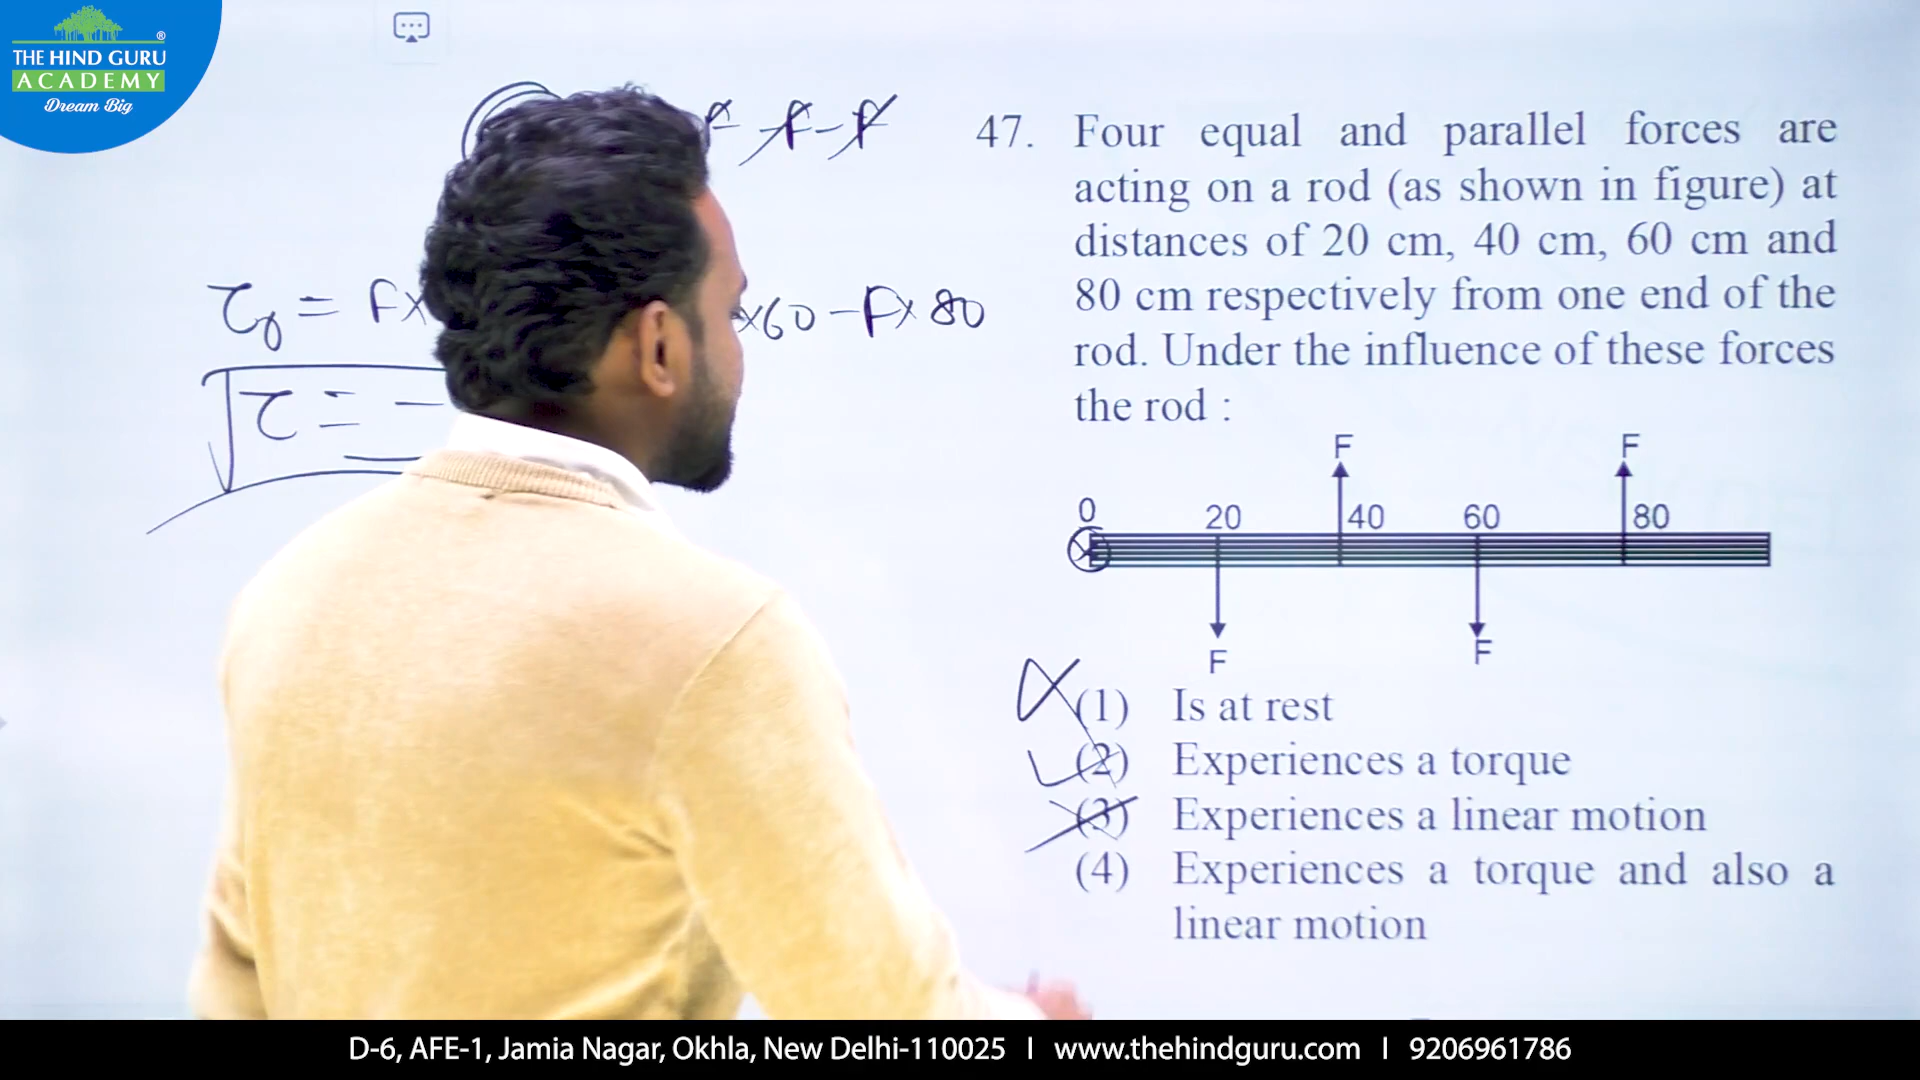 ®
THE HIND GURU
ACADEMY
Dream Big
F - F - F
τ₀ = F×
×60 - F× 80
τ = -
47. Four equal and parallel forces are
acting on a rod (as shown in figure) at
distances of 20 cm, 40 cm, 60 cm and
80 cm respectively from one end of the
rod. Under the influence of these forces
the rod :
F F
0 20 40 60 80
F F
(1) Is at rest
(2) Experiences a torque
(3) Experiences a linear motion
(4) Experiences a torque and also a
linear motion
D-6, AFE-1, Jamia Nagar, Okhla, New Delhi-110025 I www.thehindguru.com I 9206961786